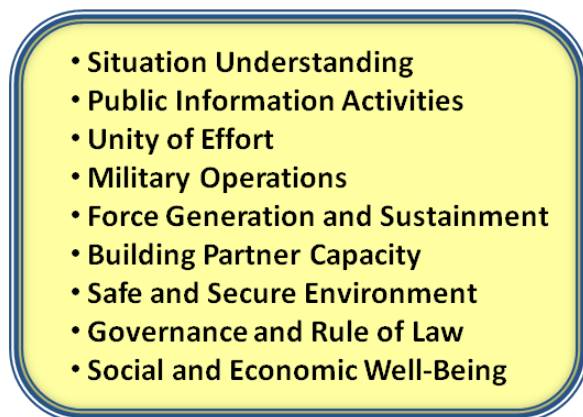 • Situation Understanding
• Public Information Activities
• Unity of Effort
• Military Operations
• Force Generation and Sustainment
• Building Partner Capacity
• Safe and Secure Environment
• Governance and Rule of Law
• Social and Economic Well-Being